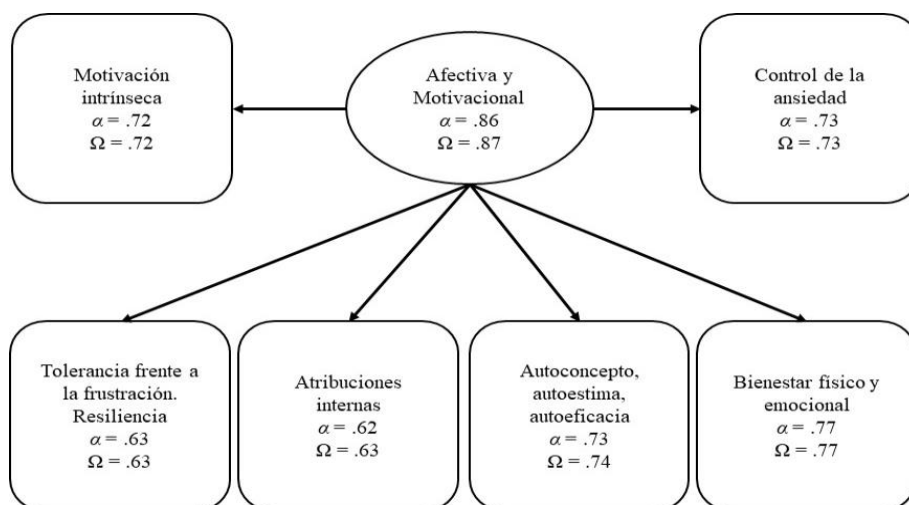 Motivación
intrínseca
α = .72
Ω = .72
Afectiva y
Motivacional
α = .86
Ω = .87
Control de la
ansiedad
α = .73
Ω = .73
Tolerancia frente a
la frustración.
Resiliencia
α = .63
Ω = .63
Atribuciones
internas
α = .62
Ω = .63
Autoconcepto,
autoestima,
autoeficacia
α = .73
Ω = .74
Bienestar físico y
emocional
α = .77
Ω = .77